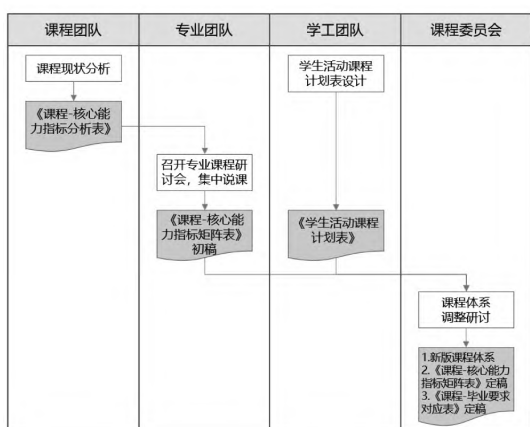 课程团队
专业团队
学工团队
课程委员会
课程现状分析
学生活动课程
计划表设计
《课程-核心能
力指标分析表》
召开专业课程研
讨会，集中说课
《课程-核心能
力指标矩阵表》
初稿
《学生活动课程
计划表》
课程体系
调整研讨
1.新版课程体系
2.《课程-核心能力
指标矩阵表》定稿
3.《课程-毕业要求
对应表》定稿